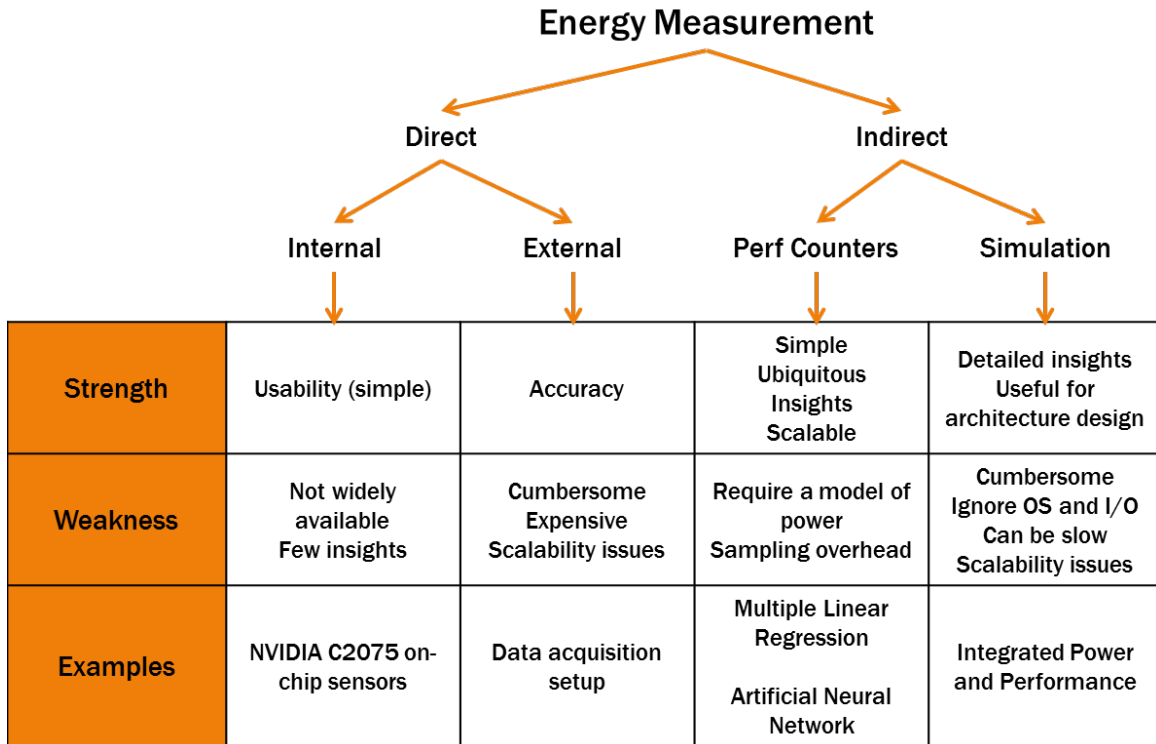 Energy Measurement
Direct
Indirect
Internal
External
Perf Counters
Simulation
Strength
Usability (simple)
Accuracy
Simple
Ubiquitous
Insights
Scalable
Detailed insights
Useful for
architecture design
Weakness
Not widely
available
Few insights
Cumbersome
Expensive
Scalability issues
Require a model of
power
Sampling overhead
Cumbersome
Ignore OS and I/O
Can be slow
Scalability issues
Examples
NVIDIA C2075 on-
chip sensors
Data acquisition
setup
Multiple Linear
Regression
Artificial Neural
Network
Integrated Power
and Performance